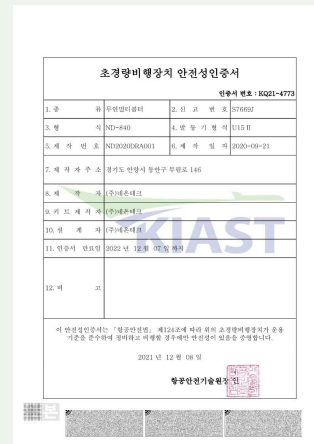 초경량비행장치 안전성인증서
인증서 번호 : KQ21-4773
1. 종 류 무인멀티콥터 2. 신 고 번 호 S7669J
3. 형 식 ND-840 4. 발 동 기 형 식 U15 II
5. 제 작 번 호 ND2020DRA001 6. 제 작 일 자 2020-09-21
7. 제 작 자 주 소 경기도 안양시 동안구 부림로 146
8. 제 작 자 (주)네온테크
9. 키 트 제 작 자 (주)네온테크
10. 설 계 자 (주)네온테크
11. 인증서 만료일 2022 년 12 월 07 일 까지
KIAST
12. 비 고
이 안전성인증서는 「항공안전법」 제124조에 따라 위의 초경량비행장치가 운용
기준을 준수하여 정비하고 비행할 경우에만 안전성이 있음을 증명합니다.
2021 년 12 월 08 일
항공안전기술원장 인